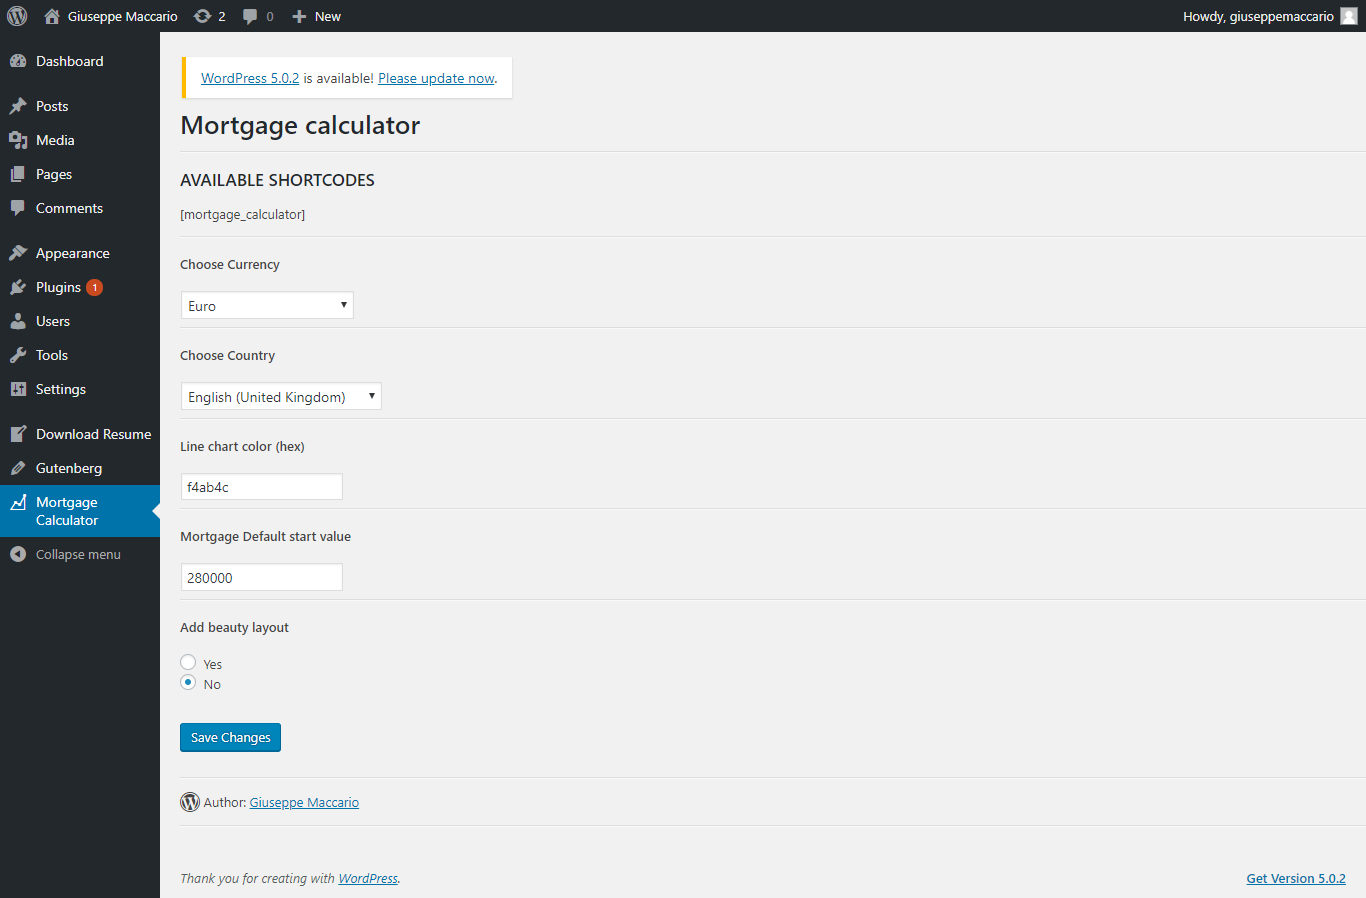 Giuseppe Maccario 2 0 New Howdy, giuseppemaccario
Dashboard
Posts
Media
Pages
Comments
Appearance
Plugins 1
Users
Tools
Settings
Download Resume
Gutenberg
Mortgage
Calculator
Collapse menu
WordPress 5.0.2 is available! Please update now.
Mortgage calculator
AVAILABLE SHORTCODES
[mortgage_calculator]
Choose Currency
Euro
Choose Country
English (United Kingdom)
Line chart color (hex)
f4ab4c
Mortgage Default start value
280000
Add beauty layout
Yes
No
Save Changes
Author: Giuseppe Maccario
Thank you for creating with WordPress. Get Version 5.0.2